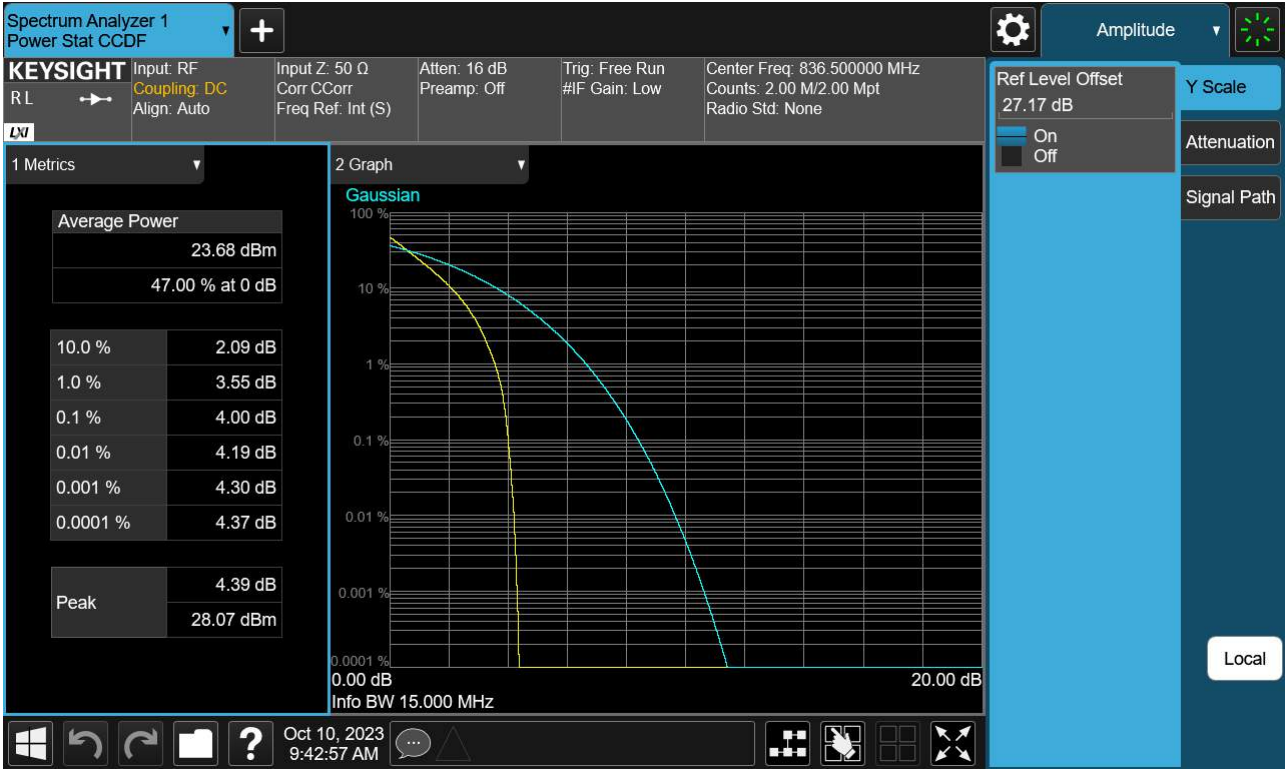 Spectrum Analyzer 1
Power Stat CCDF
+
Amplitude
KEYSIGHT
R L
LXI
Input: RF
Coupling: DC
Align: Auto
Input Z: 50 Ω
Corr CCorr
Freq Ref: Int (S)
Atten: 16 dB
Preamp: Off
Trig: Free Run
#IF Gain: Low
Center Freq: 836.500000 MHz
Counts: 2.00 M/2.00 Mpt
Radio Std: None
Ref Level Offset
27.17 dB
On
Off
Y Scale
Attenuation
Signal Path
Local
1 Metrics
Average Power
23.68 dBm
47.00 % at 0 dB
10.0 % 2.09 dB
1.0 % 3.55 dB
0.1 % 4.00 dB
0.01 % 4.19 dB
0.001 % 4.30 dB
0.0001 % 4.37 dB
Peak
4.39 dB
28.07 dBm
2 Graph
Gaussian
100 %
10 %
1 %
0.1 %
0.01 %
0.001 %
0.0001 %
0.00 dB 20.00 dB
Info BW 15.000 MHz
?
Oct 10, 2023
9:42:57 AM